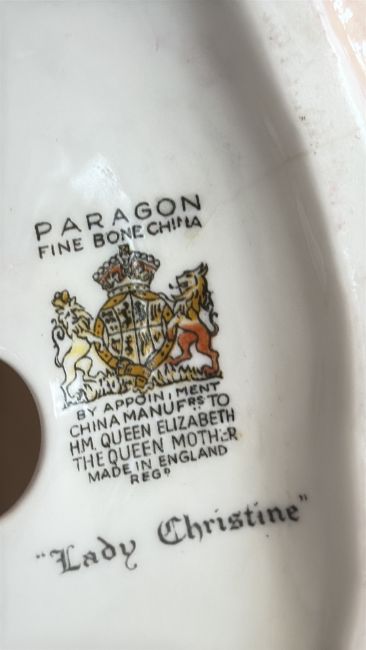 PARAGON
FINE BONE CHINA
BY APPOINTMENT
CHINA MANUFRS TO
H.M. QUEEN ELIZABETH
THE QUEEN MOTHER
MADE IN ENGLAND
REGD
"Lady Christine"